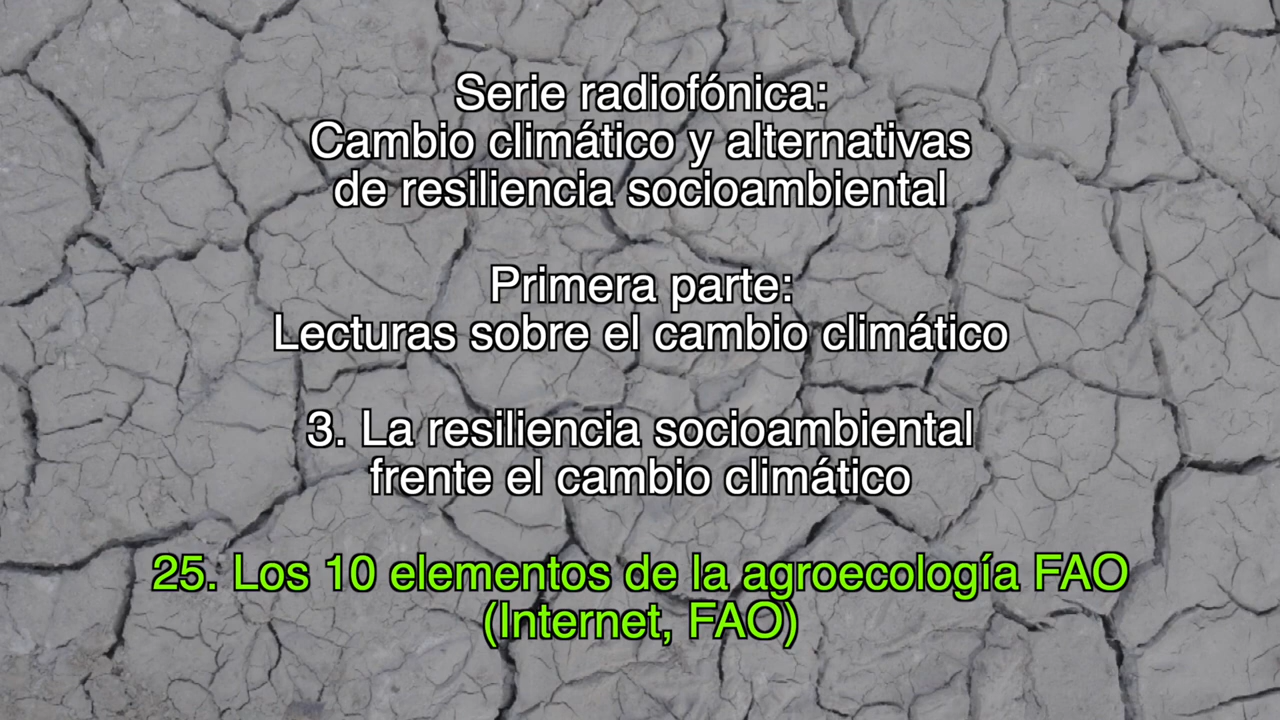 Serie radiofónica:
Cambio climático y alternativas
de resiliencia socioambiental
Primera parte:
Lecturas sobre el cambio climático
3. La resiliencia socioambiental
frente el cambio climático
25. Los 10 elementos de la agroecología FAO
(Internet, FAO)